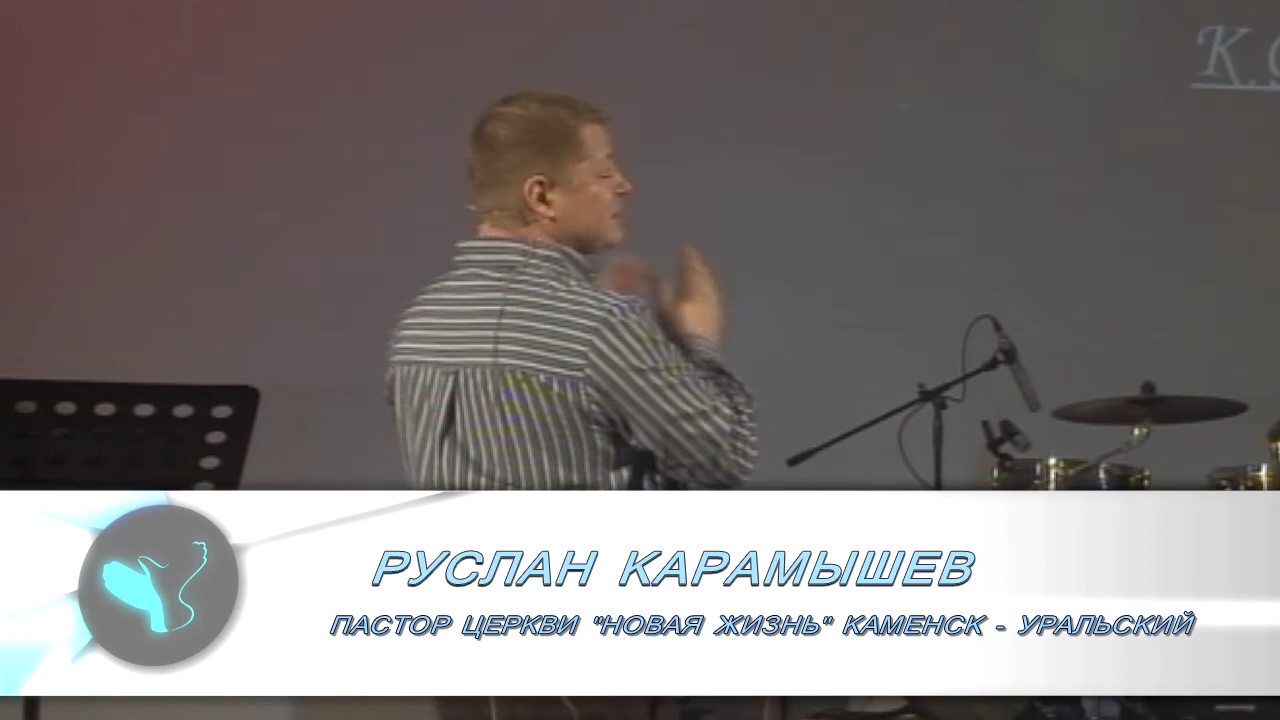 К.
РУСЛАН КАРАМЫШЕВ
ПАСТОР ЦЕРКВИ "НОВАЯ ЖИЗНЬ" КАМЕНСК - УРАЛЬСКИЙ